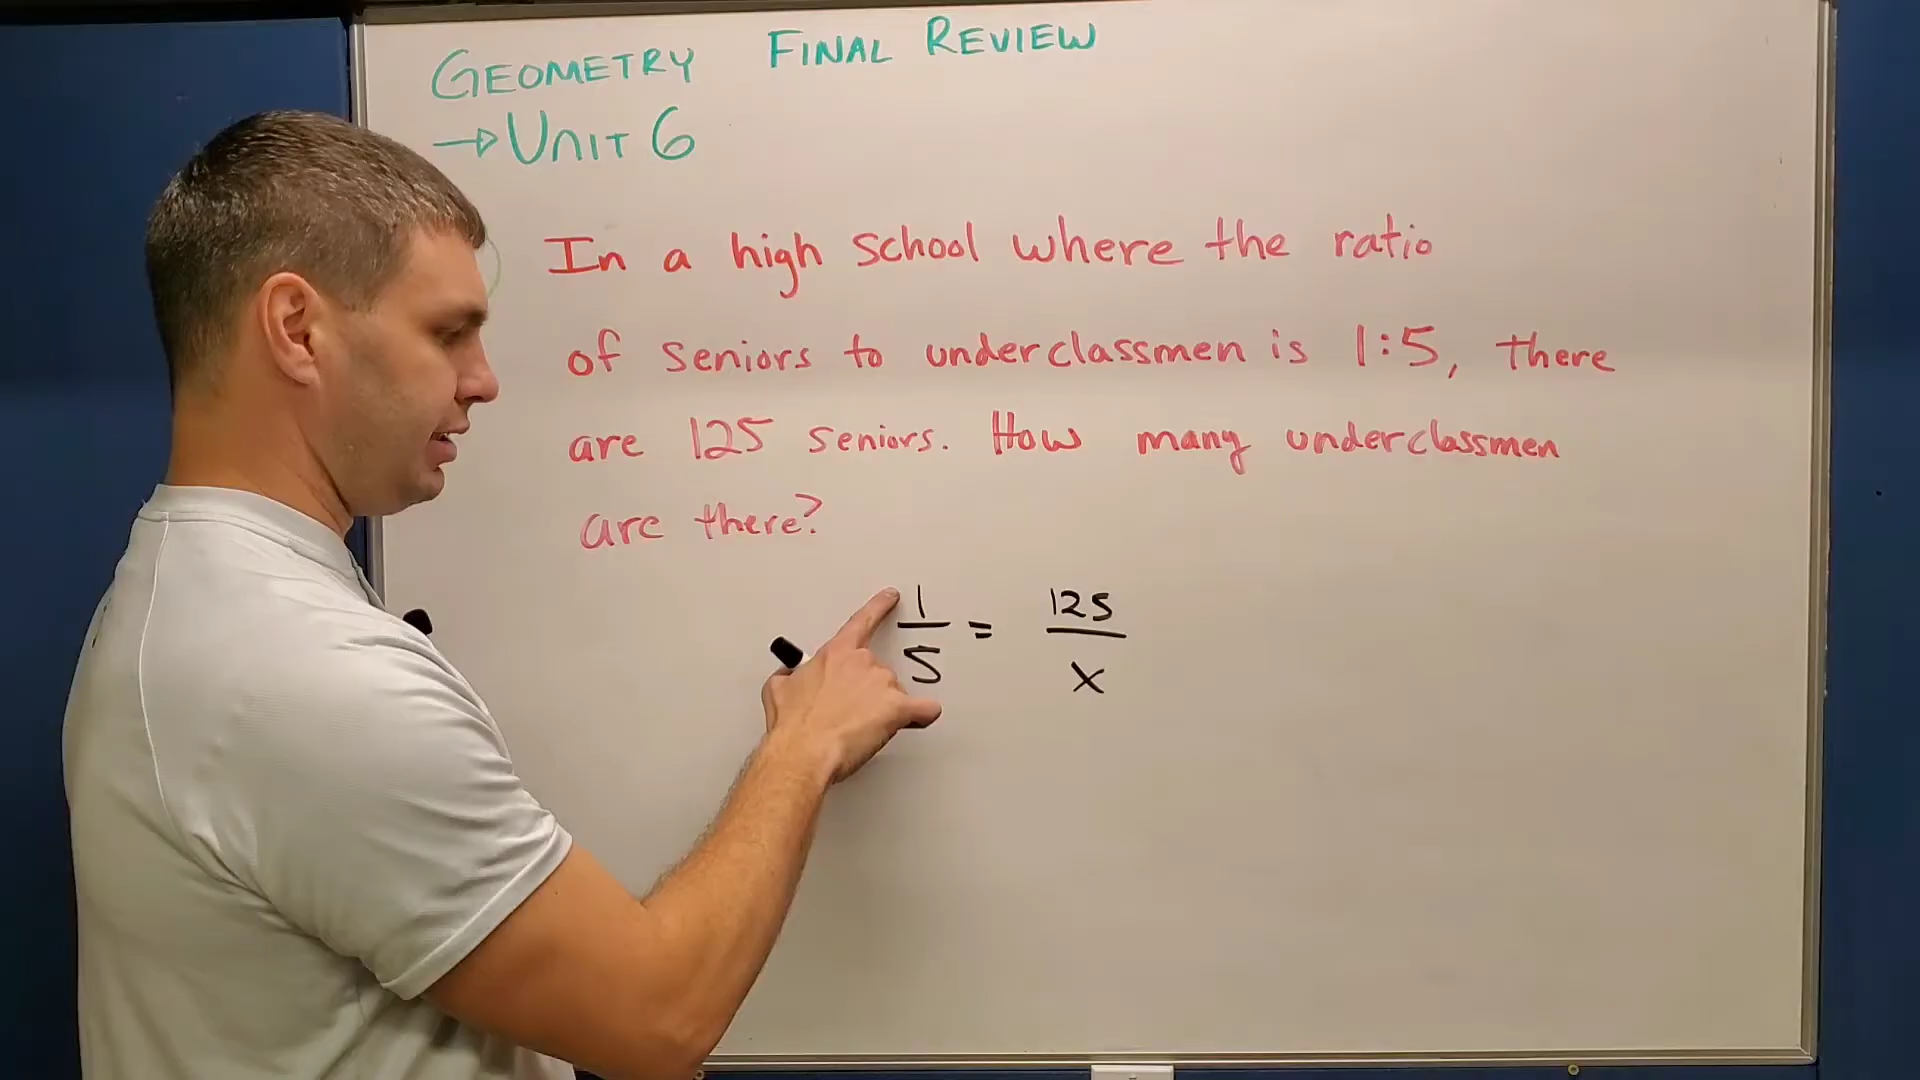 GEOMETRY FINAL REVIEW
→ UNIT 6
In a high school where the ratio
of seniors to underclassmen is 1:5, there
are 125 seniors. How many underclassmen
are there?
1/5 = 125/x